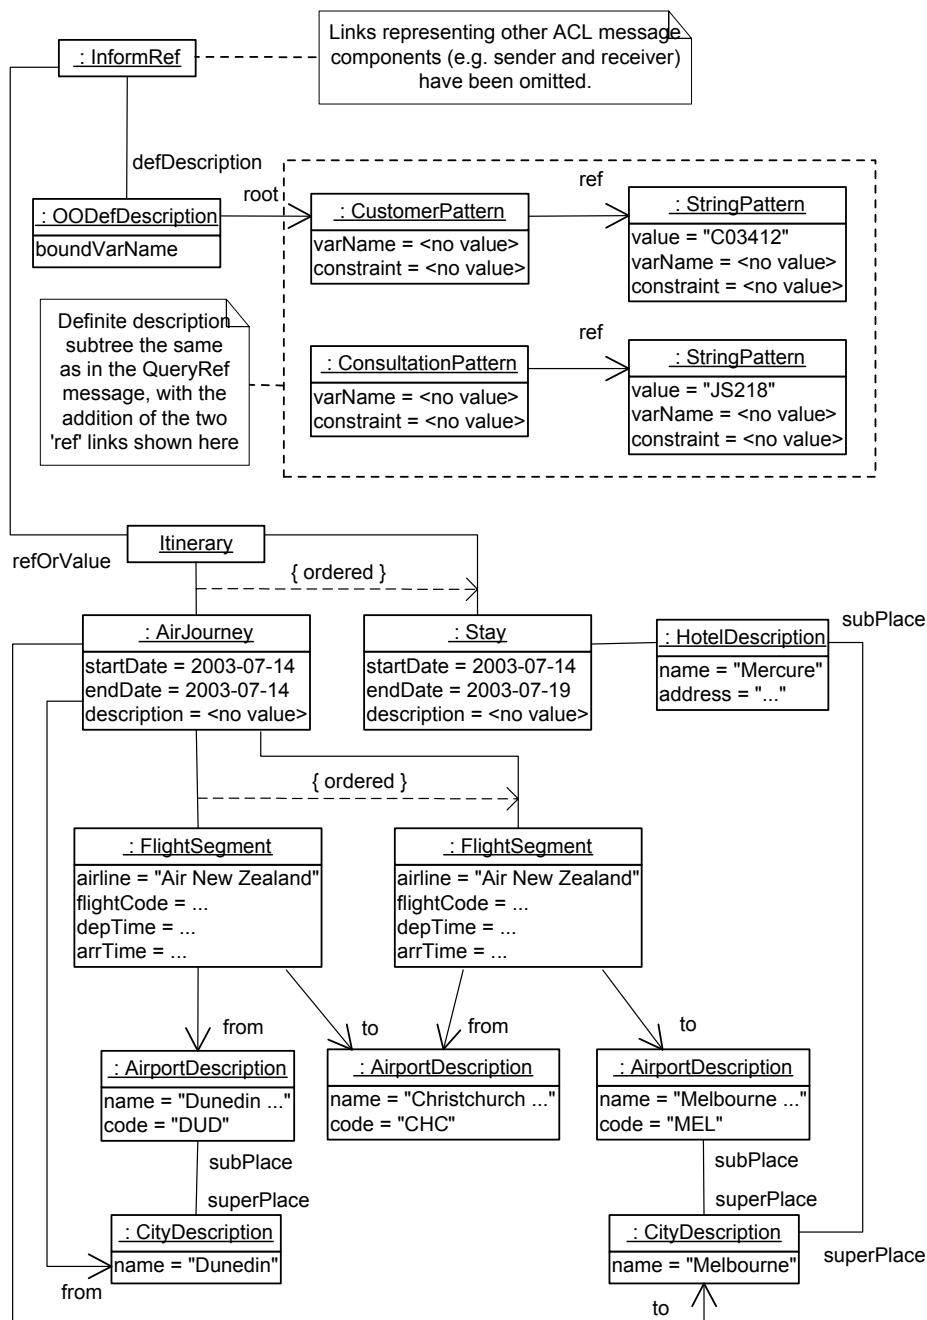 : InformRef
Links representing other ACL message
components (e.g. sender and receiver)
have been omitted.
defDescription
root
ref
: OODefDescription
boundVarName
: CustomerPattern
varName = <no value>
constraint = <no value>
: StringPattern
value = "C03412"
varName = <no value>
constraint = <no value>
Definite description
subtree the same
as in the QueryRef
message, with the
addition of the two
'ref' links shown here
ref
: ConsultationPattern
varName = <no value>
constraint = <no value>
: StringPattern
value = "JS218"
varName = <no value>
constraint = <no value>
refOrValue
Itinerary
{ ordered }
: AirJourney
startDate = 2003-07-14
endDate = 2003-07-14
description = <no value>
: Stay
startDate = 2003-07-14
endDate = 2003-07-19
description = <no value>
: HotelDescription
name = "Mercure"
address = "..."
subPlace
{ ordered }
: FlightSegment
airline = "Air New Zealand"
flightCode = ...
depTime = ...
arrTime = ...
: FlightSegment
airline = "Air New Zealand"
flightCode = ...
depTime = ...
arrTime = ...
from
to
from
to
: AirportDescription
name = "Dunedin ..."
code = "DUD"
: AirportDescription
name = "Christchurch ..."
code = "CHC"
: AirportDescription
name = "Melbourne ..."
code = "MEL"
subPlace
superPlace
subPlace
superPlace
: CityDescription
name = "Dunedin"
: CityDescription
name = "Melbourne"
superPlace
from
to